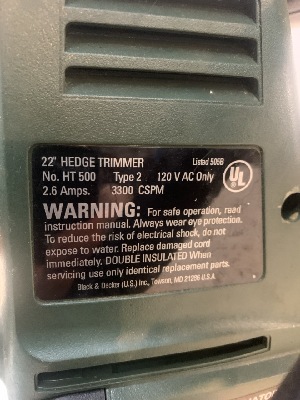 22" HEDGE TRIMMER Listed 505B
No. HT 500 Type 2 120 V AC Only
2.6 Amps. 3300 CSPM
UL
WARNING: For safe operation, read
instruction manual. Always wear eye protection.
To reduce the risk of electrical shock, do not
expose to water. Replace damaged cord
immediately. DOUBLE INSULATED When
servicing use only identical replacement parts.
Black & Decker (U.S.) Inc., Towson, MD 21286 U.S.A.